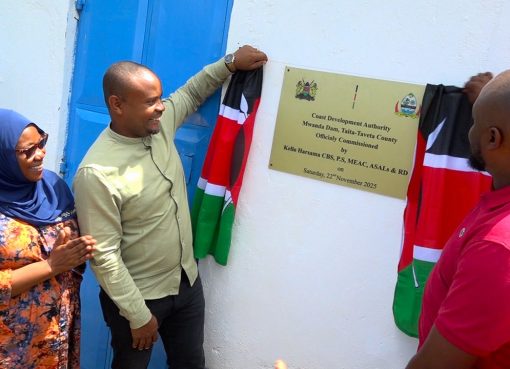 Coast Development Authority
Mwanda Dam, Taita-Taveta County
Officially Commissioned
by
Kello Harsama CBS, P.S, MEAC, ASALs & RD
on
Saturday, 22nd November 2025